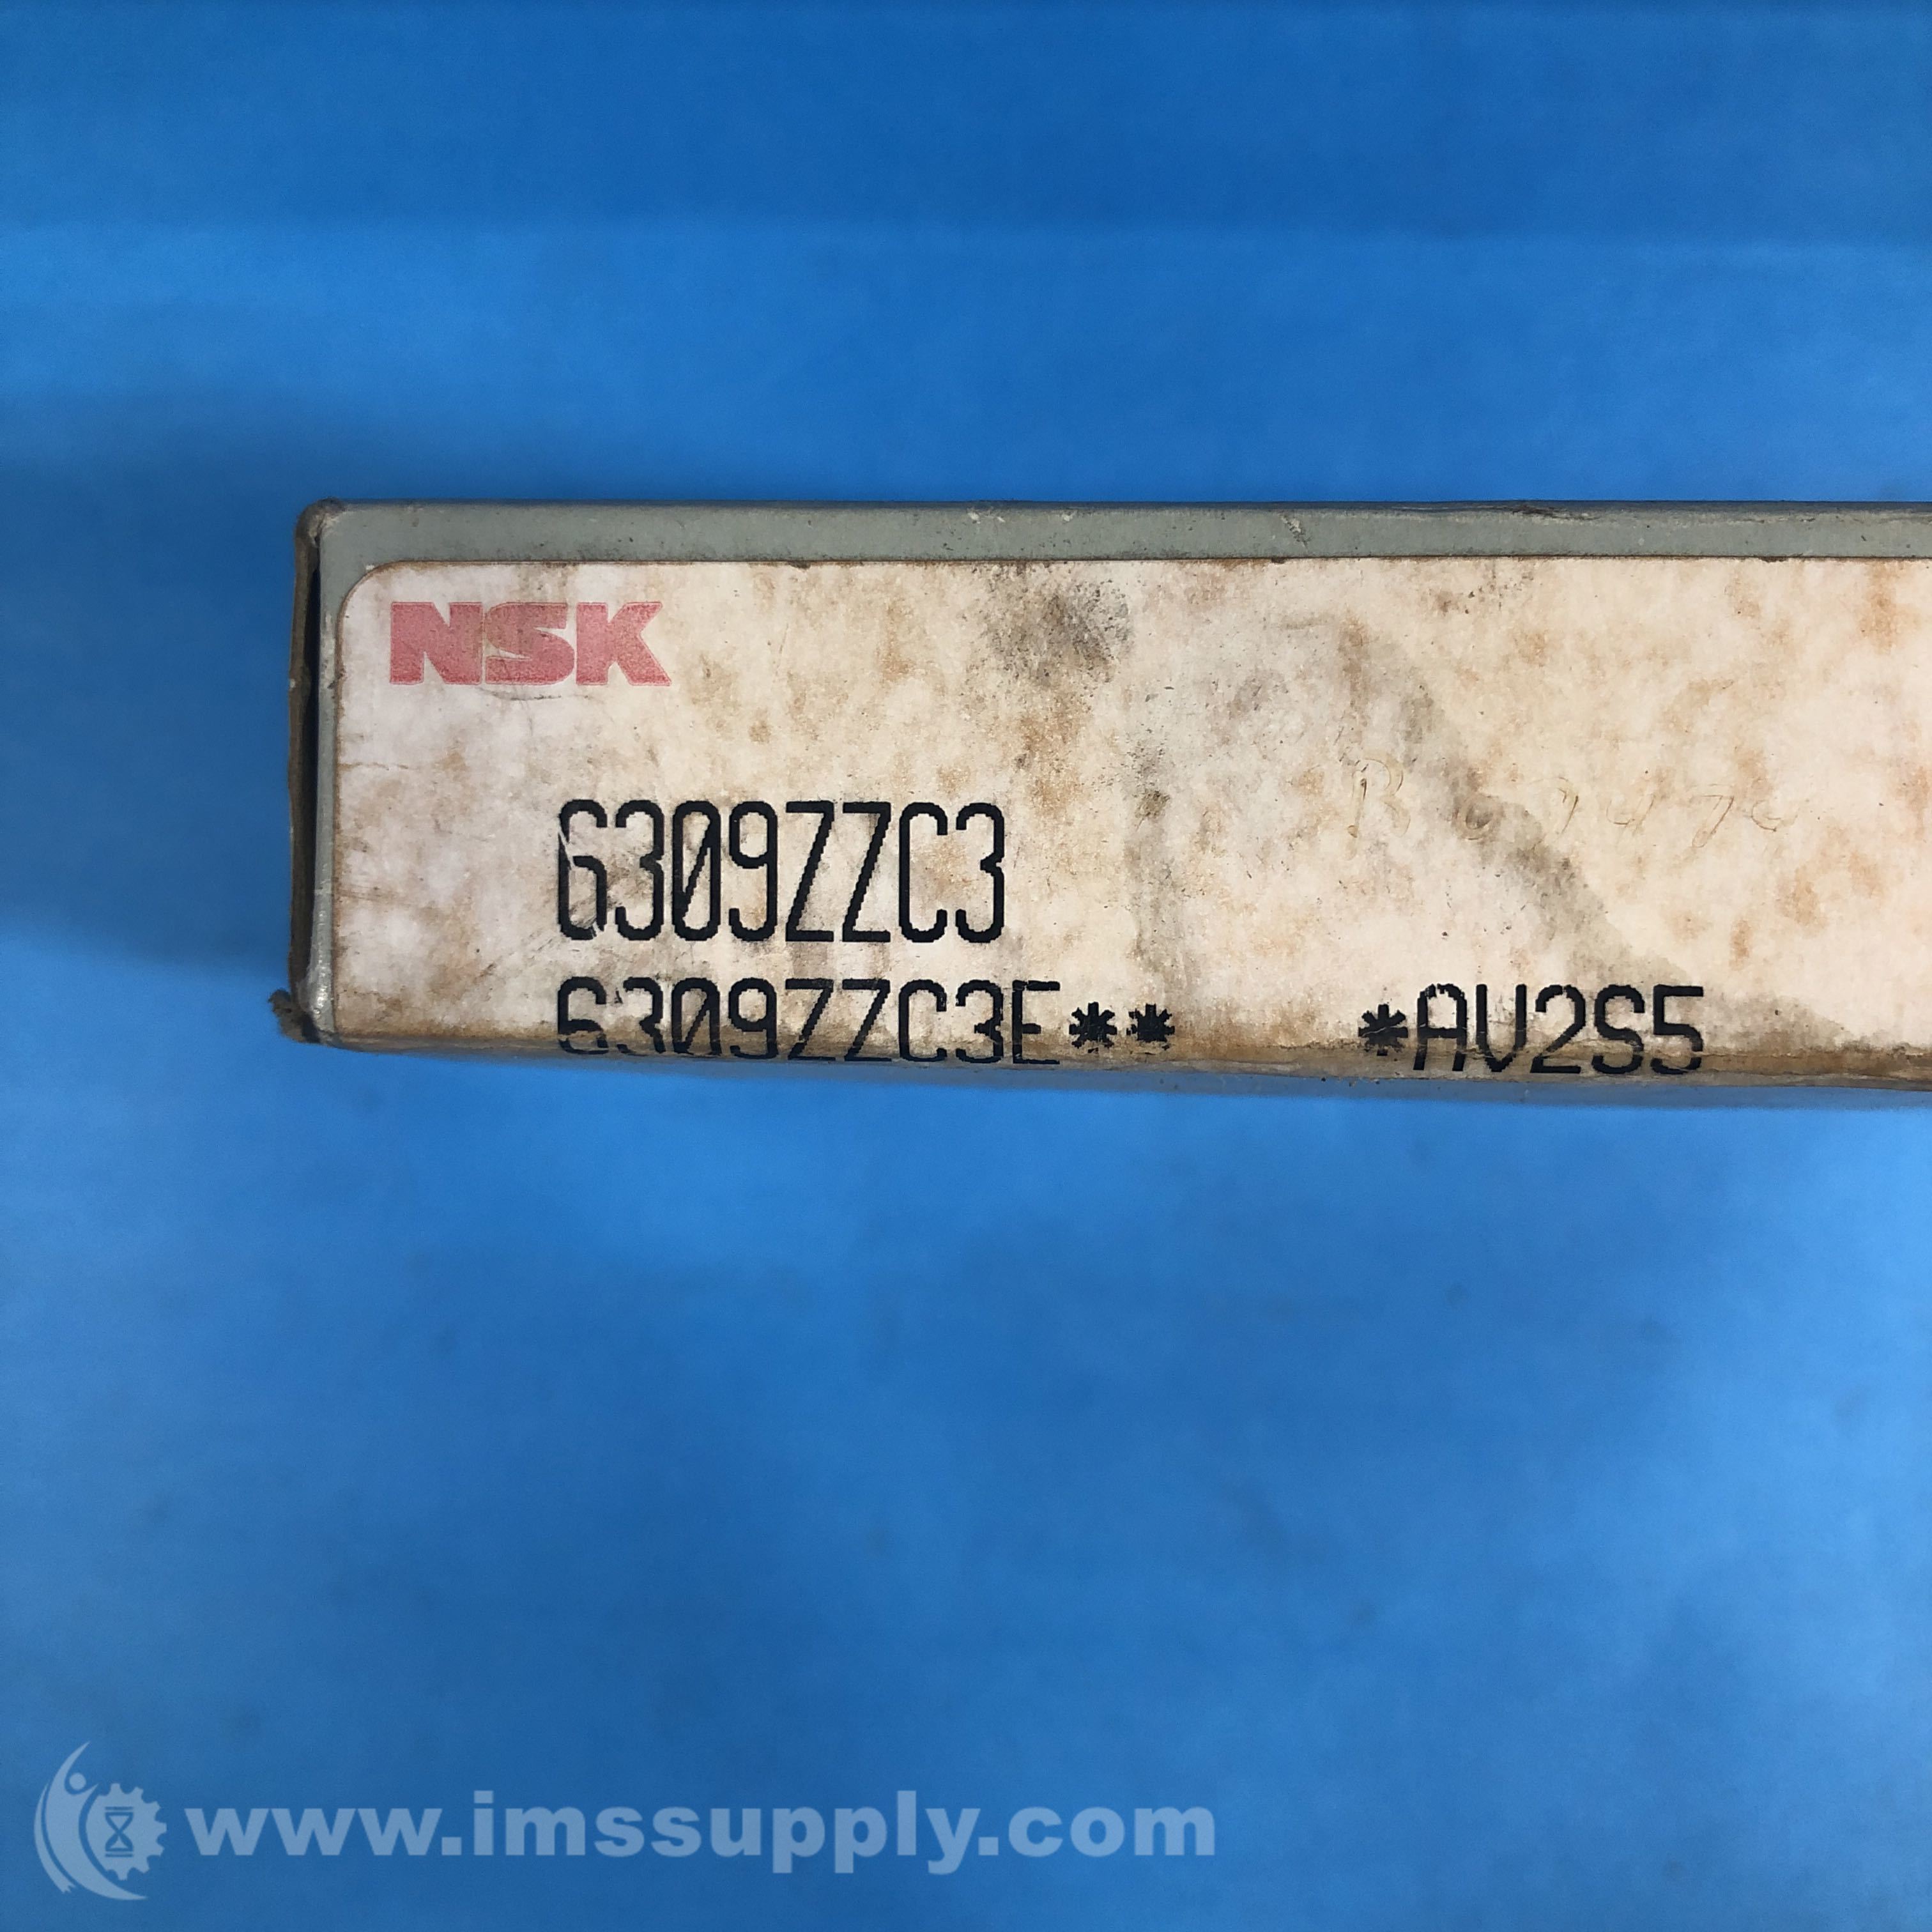 NSK
6309ZZC3
6309ZZC3E** *AV2S5
www.imssupply.com